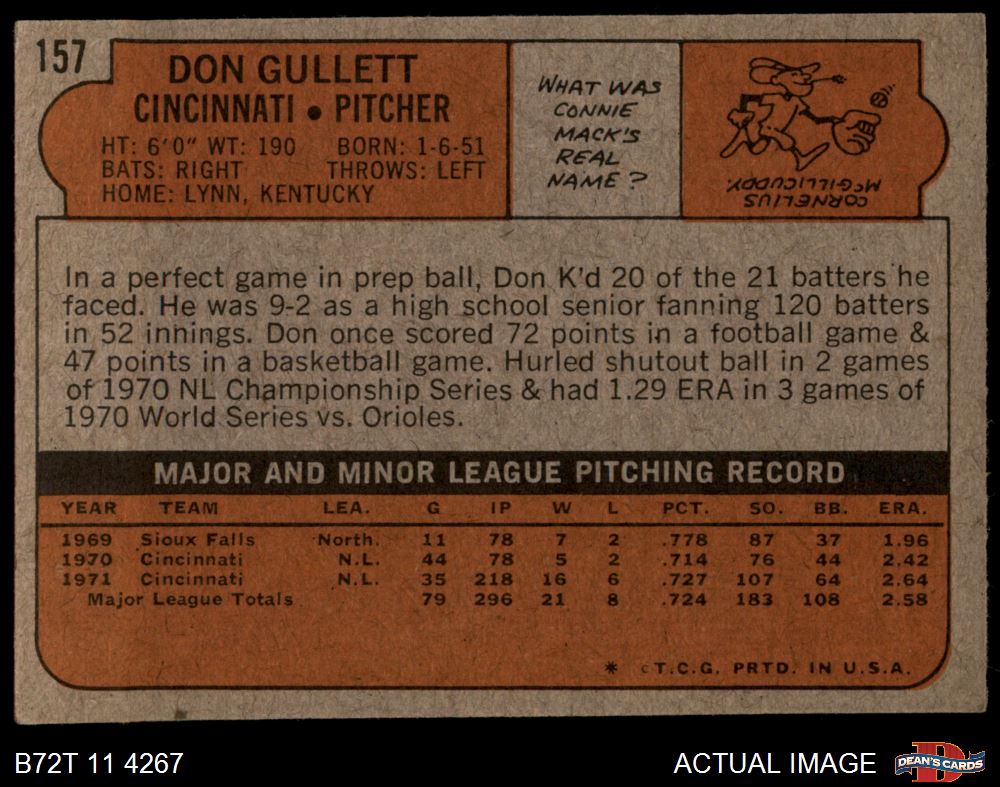 157
DON GULLETT
CINCINNATI • PITCHER
HT: 6'0" WT: 190 BORN: 1-6-51
BATS: RIGHT THROWS: LEFT
HOME: LYNN, KENTUCKY
WHAT WAS
CONNIE
MACK'S
REAL
NAME?
CORNELIUS
McGILLICUDDY.
In a perfect game in prep ball, Don K'd 20 of the 21 batters he
faced. He was 9-2 as a high school senior fanning 120 batters
in 52 innings. Don once scored 72 points in a football game &
47 points in a basketball game. Hurled shutout ball in 2 games
of 1970 NL Championship Series & had 1.29 ERA in 3 games of
1970 World Series vs. Orioles.
MAJOR AND MINOR LEAGUE PITCHING RECORD
YEAR TEAM LEA. G IP W L PCT. SO. BB. ERA.
1969 Sioux Falls North. 11 78 7 2 .778 87 37 1.96
1970 Cincinnati N.L. 44 78 5 2 .714 76 44 2.42
1971 Cincinnati N.L. 35 218 16 6 .727 107 64 2.64
Major League Totals 79 296 21 8 .724 183 108 2.58
* ©T.C.G. PRTD. IN U.S.A.
B72T 11 4267
ACTUAL IMAGE
DEAN'S CARDS